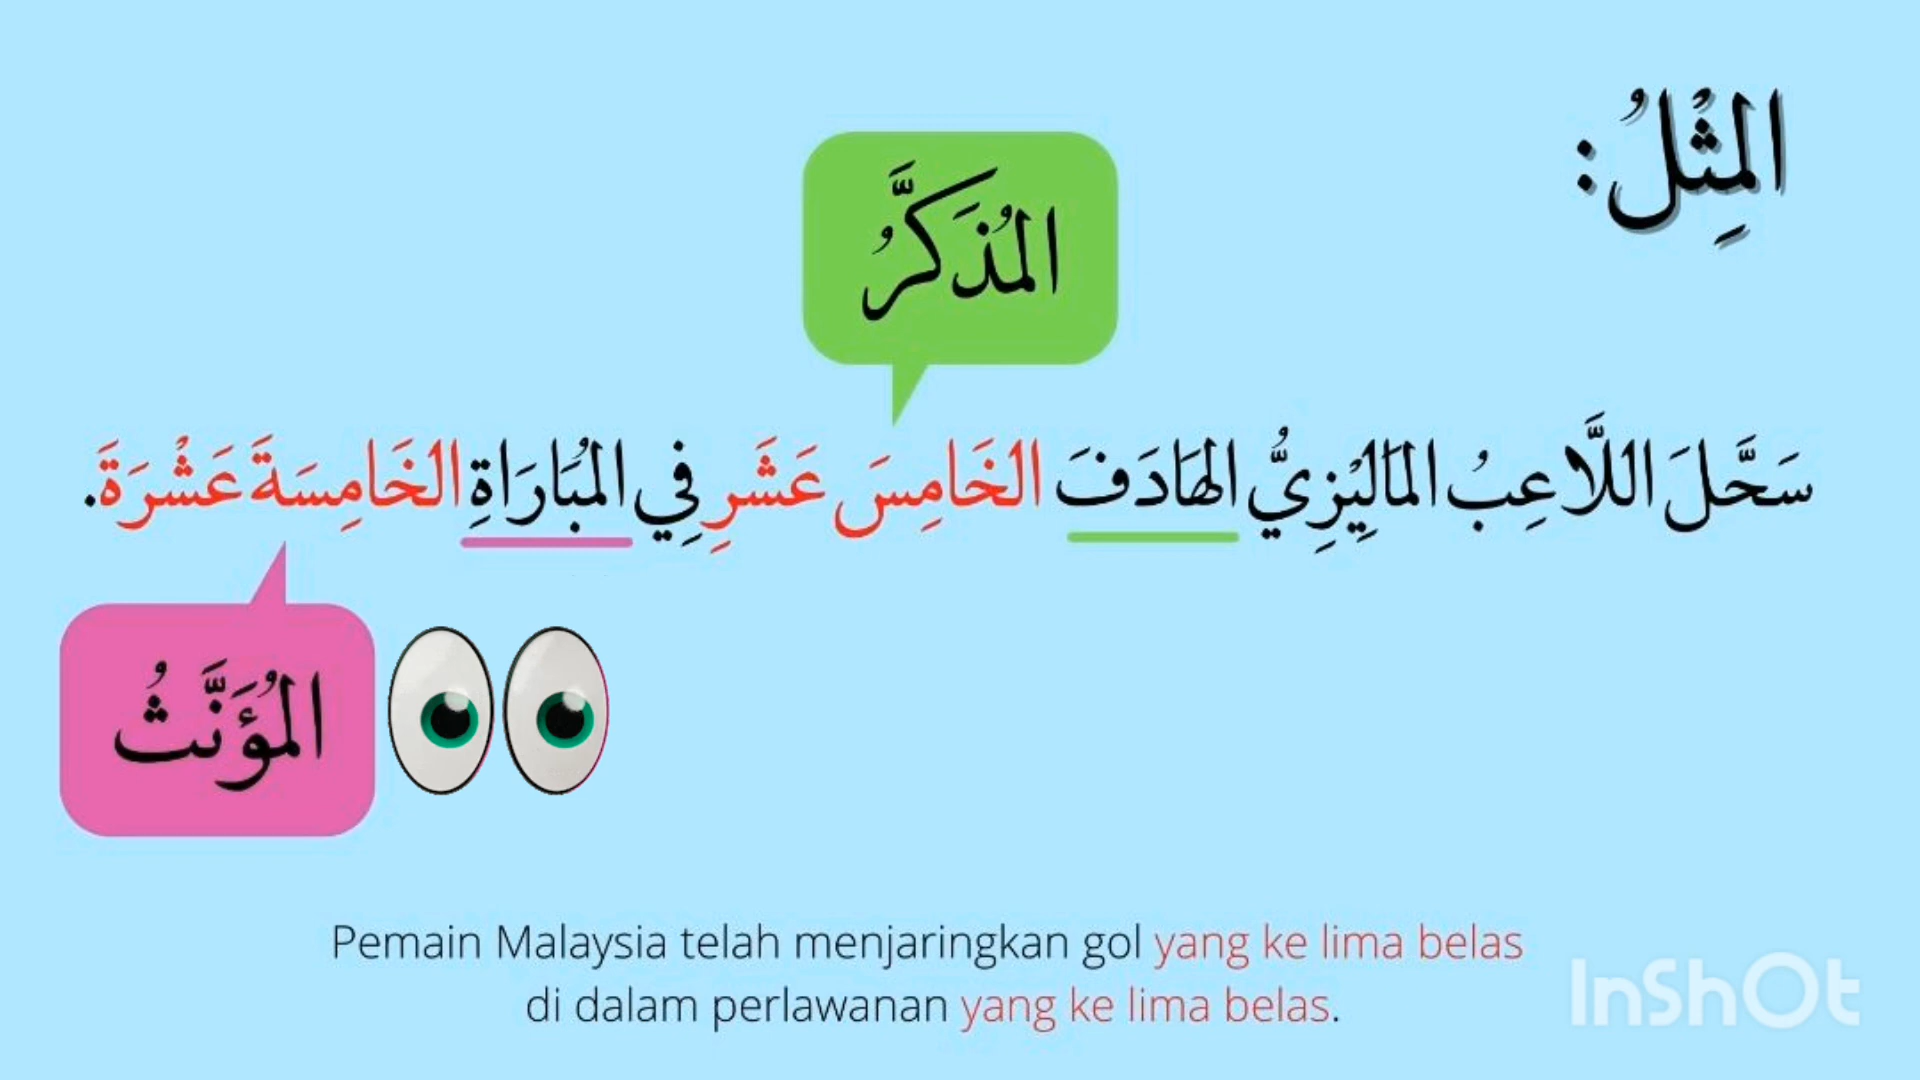 المِثْلُ:
المُذَكَّرُ
سَحَّلَ اللَّاعِبُ المَالِيْزِيُّ الهَادَفَ الخَامِسَ عَشَرِ فِي المُبَارَاةِ الخَامِسَةَ عَشْرَةَ.
المُؤَنَّثُ
Pemain Malaysia telah menjaringkan gol yang ke lima belas
di dalam perlawanan yang ke lima belas.
InShOt